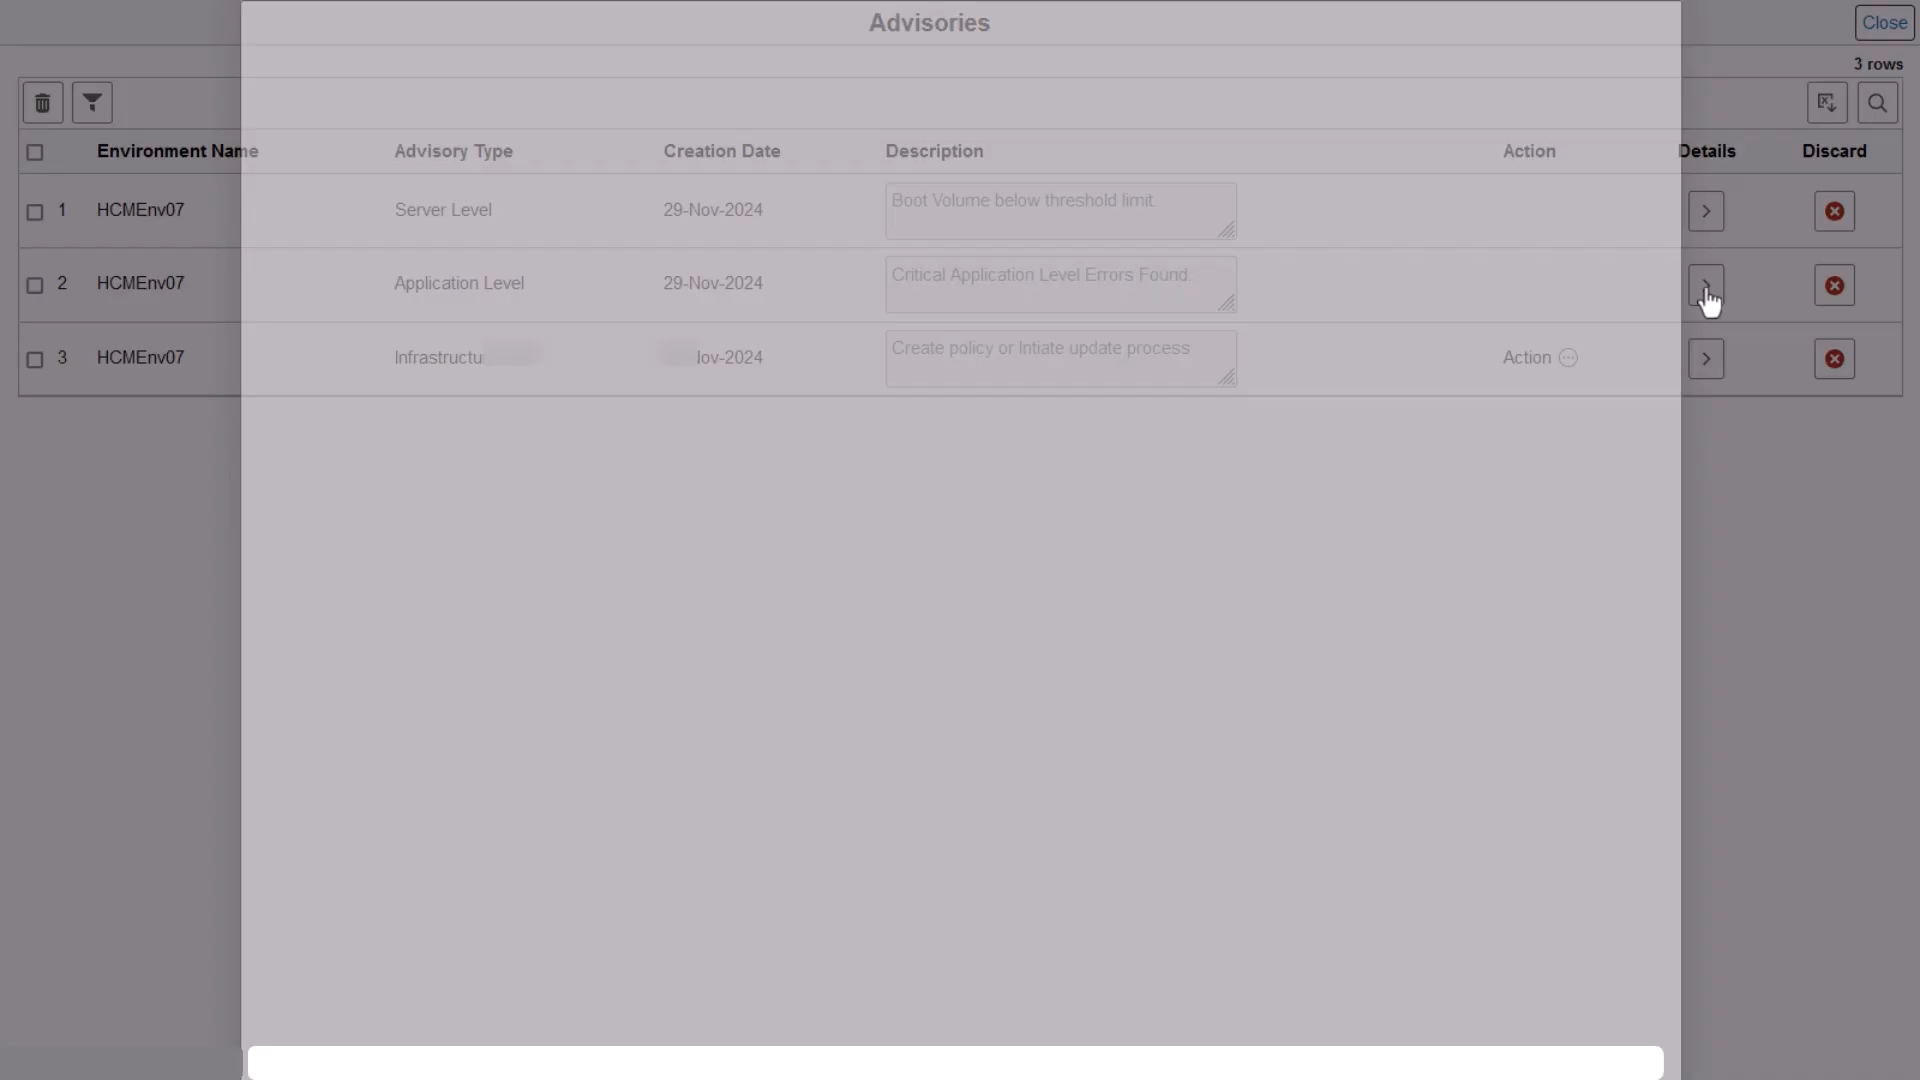 Advisories
Close
3 rows
Environment Name Advisory Type Creation Date Description Action Details Discard
1 HCMEnv07 Server Level 29-Nov-2024 Boot Volume below threshold limit.
2 HCMEnv07 Application Level 29-Nov-2024 Critical Application Level Errors Found.
3 HCMEnv07 2024 Create policy or Intiate update process Action